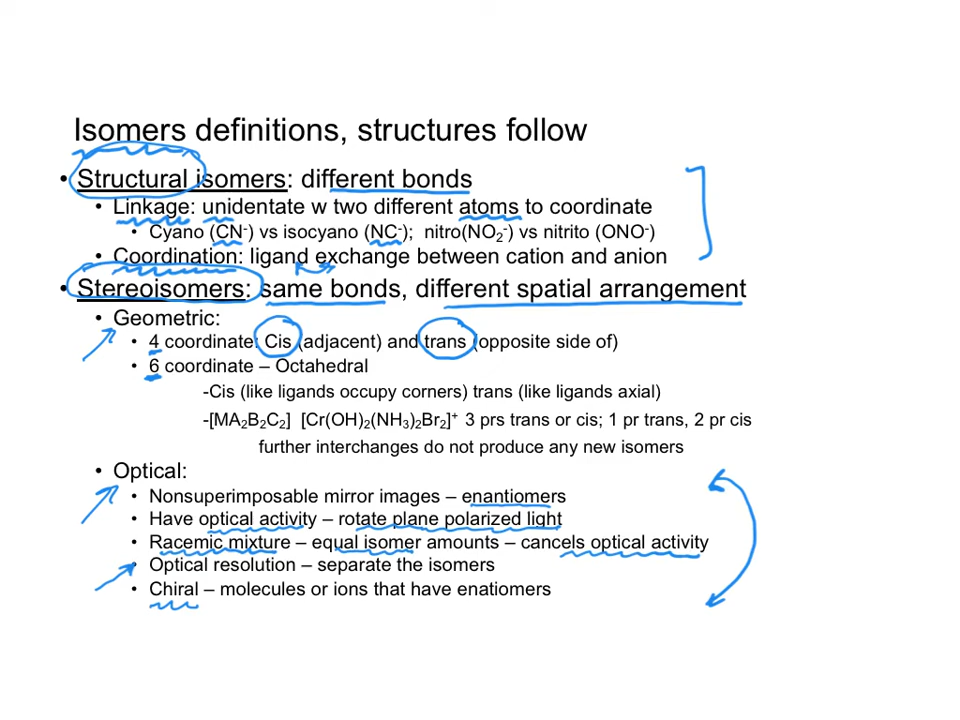 Isomers definitions, structures follow
• Structural isomers: different bonds
• Linkage: unidentate w two different atoms to coordinate
• Cyano (CN⁻) vs isocyano (NC⁻); nitro(NO₂⁻) vs nitrito (ONO⁻)
• Coordination: ligand exchange between cation and anion
• Stereoisomers: same bonds, different spatial arrangement
• Geometric:
• 4 coordinate: Cis (adjacent) and trans (opposite side of)
• 6 coordinate – Octahedral
-Cis (like ligands occupy corners) trans (like ligands axial)
-[MA₂B₂C₂] [Cr(OH)₂(NH₃)₂Br₂]⁺ 3 prs trans or cis; 1 pr trans, 2 pr cis
further interchanges do not produce any new isomers
• Optical:
• Nonsuperimposable mirror images – enantiomers
• Have optical activity – rotate plane polarized light
• Racemic mixture – equal isomer amounts – cancels optical activity
• Optical resolution – separate the isomers
• Chiral – molecules or ions that have enatiomers